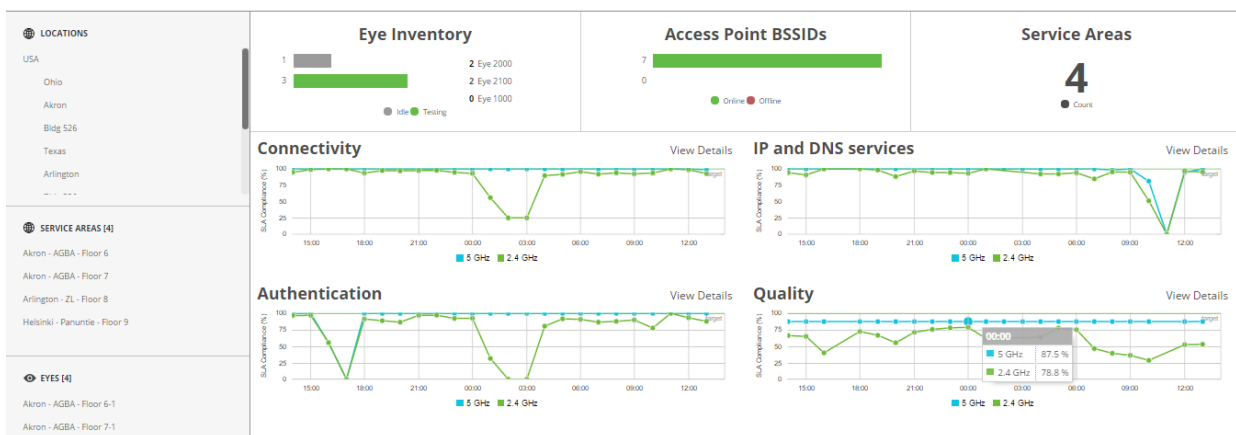 LOCATIONS
USA
Ohio
Akron
Bldg 526
Texas
Arlington
SERVICE AREAS [4]
Akron - AGBA - Floor 6
Akron - AGBA - Floor 7
Arlington - ZL - Floor 8
Helsinki - Panuntie - Floor 9
EYES [4]
Akron - AGBA - Floor 6-1
Akron - AGBA - Floor 7-1
Eye Inventory
1
3
2 Eye 2000
2 Eye 2100
0 Eye 1000
Idle Testing
Access Point BSSIDs
7
0
Online Offline
Service Areas
4
Count
Connectivity
View Details
SLA Compliance (%)
100
75
50
25
0
target
15:00 18:00 21:00 00:00 03:00 06:00 09:00 12:00
5 GHz 2.4 GHz
IP and DNS services
View Details
SLA Compliance (%)
100
75
50
25
0
target
15:00 18:00 21:00 00:00 03:00 06:00 09:00 12:00
5 GHz 2.4 GHz
Authentication
View Details
SLA Compliance (%)
100
75
50
25
0
target
15:00 18:00 21:00 00:00 03:00 06:00 09:00 12:00
5 GHz 2.4 GHz
Quality
View Details
SLA Compliance (%)
100
75
50
25
0
target
00:00
5 GHz 87.5 %
2.4 GHz 78.8 %
15:00 18:00 21:00 00:00 03:00 06:00 09:00 12:00
5 GHz 2.4 GHz